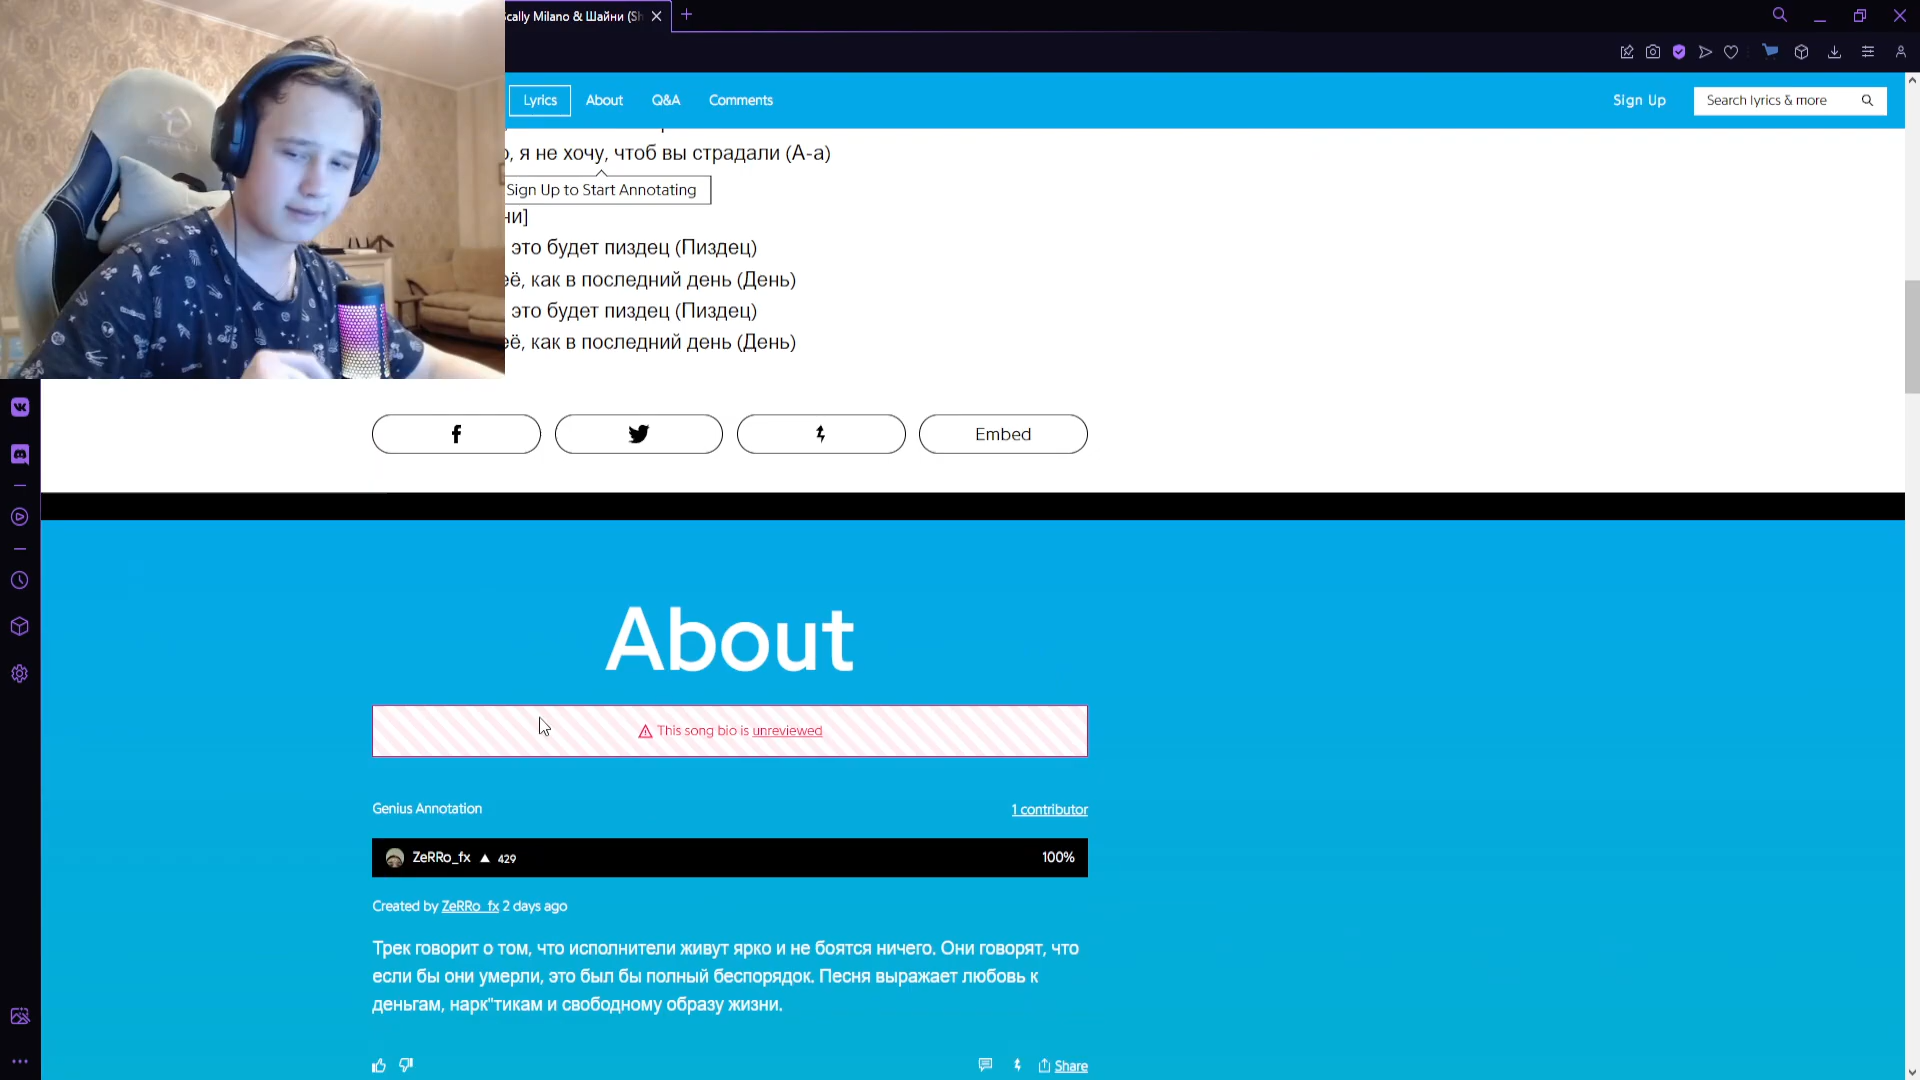 Scally Milano & Шайни (Sh
Lyrics
About
Q&A
Comments
Sign Up
Search lyrics & more
, я не хочу, чтоб вы страдали (А-а)
Sign Up to Start Annotating
ни]
это будет пиздец (Пиздец)
её, как в последний день (День)
это будет пиздец (Пиздец)
её, как в последний день (День)
Embed
About
This song bio is unreviewed
Genius Annotation
1 contributor
ZeRRo_fx 429
100%
Created by ZeRRo_fx 2 days ago
Трек говорит о том, что исполнители живут ярко и не боятся ничего. Они говорят, что
если бы они умерли, это был бы полный беспорядок. Песня выражает любовь к
деньгам, нарк"тикам и свободному образу жизни.
Share